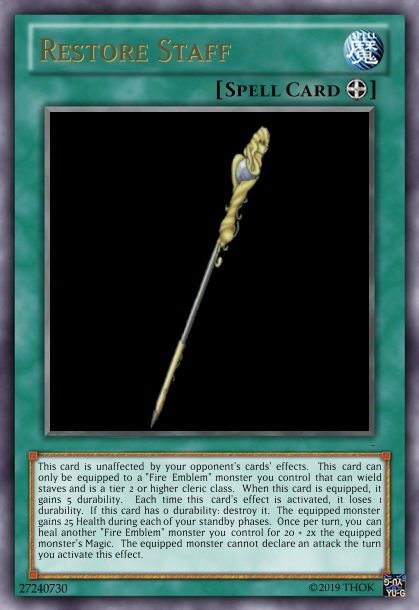 RESTORE STAFF
魔
[SPELL CARD ]
This card is unaffected by your opponent's cards' effects. This card can
only be equipped to a "Fire Emblem" monster you control that can wield
staves and is a tier 2 or higher cleric class. When this card is equipped, i
gains 5 durability. Each time this card's effect is activated, it loses 1
durability. If this card has 0 durability: destroy it. The equipped monster
gains 25 Health during each of your standby phases. Once per turn, you can
heal another "Fire Emblem" monster you control for 20 + 2x the equipped
monster's Magic. The equipped monster cannot declare an attack the turn
you activate this effect.
27240730 ©2019 THOK